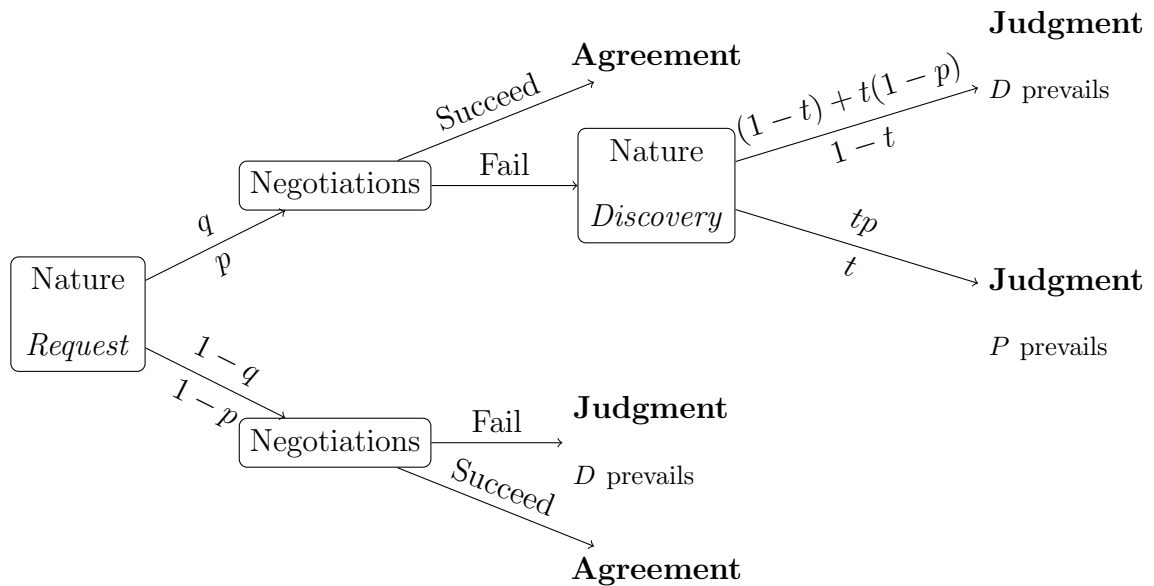 Judgment
D prevails
Agreement
Succeed
(1 − t) + t(1 − p)
1 − t
Nature
Discovery
Negotiations
Fail
q
p
tp
t
Nature
Request
Judgment
P prevails
1 − q
1 − p
Negotiations
Fail
Judgment
D prevails
Succeed
Agreement